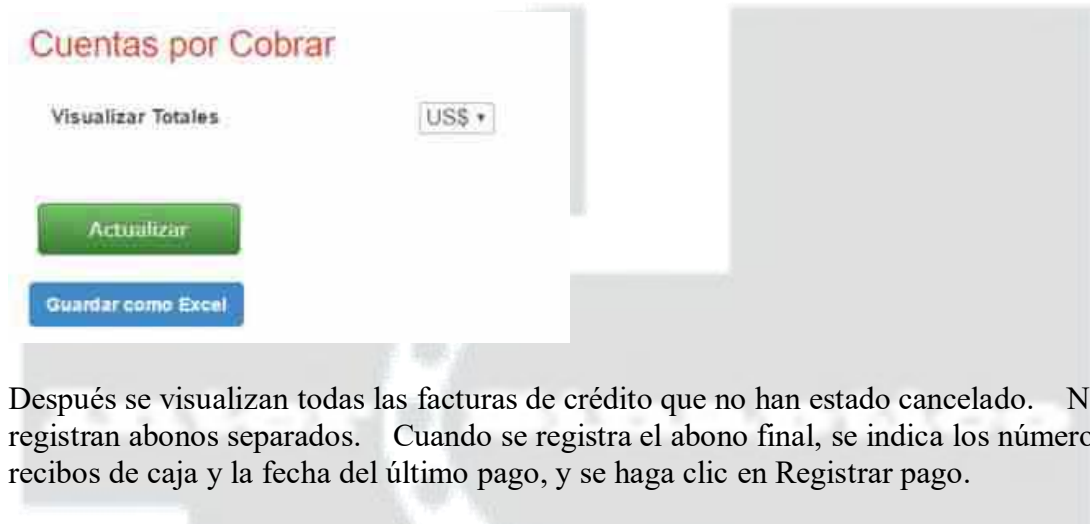 Cuentas por Cobrar
Visualizar Totales US$
Actualizar
Guardar como Excel
Después se visualizan todas las facturas de crédito que no han estado cancelado. N
registran abonos separados. Cuando se registra el abono final, se indica los número
recibos de caja y la fecha del último pago, y se haga clic en Registrar pago.